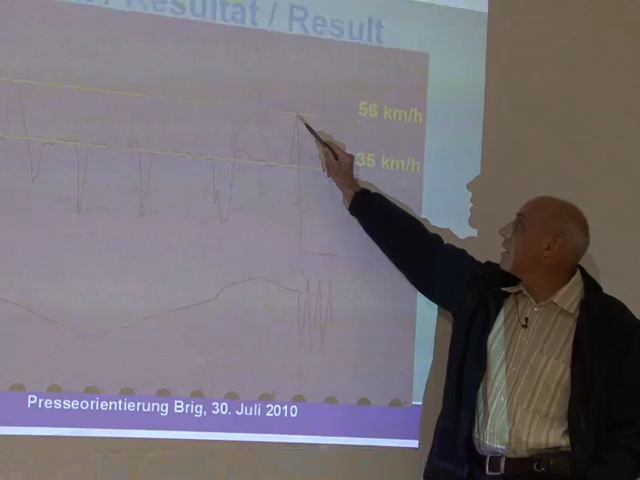 / Resultat / Result
56 km/h
35 km/h
Presseorientierung Brig, 30. Juli 2010